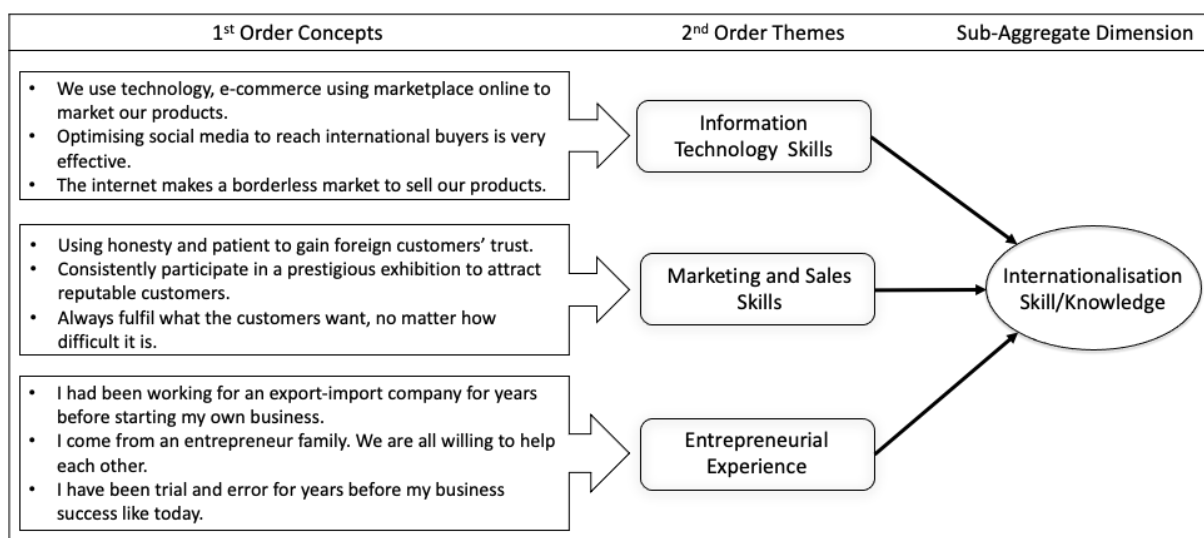 1st Order Concepts
2nd Order Themes
Sub-Aggregate Dimension
• We use technology, e-commerce using marketplace online to
market our products.
• Optimising social media to reach international buyers is very
effective.
• The internet makes a borderless market to sell our products.
Information
Technology Skills
• Using honesty and patient to gain foreign customers’ trust.
• Consistently participate in a prestigious exhibition to attract
reputable customers.
• Always fulfil what the customers want, no matter how
difficult it is.
Marketing and Sales
Skills
Internationalisation
Skill/Knowledge
• I had been working for an export-import company for years
before starting my own business.
• I come from an entrepreneur family. We are all willing to help
each other.
• I have been trial and error for years before my business
success like today.
Entrepreneurial
Experience